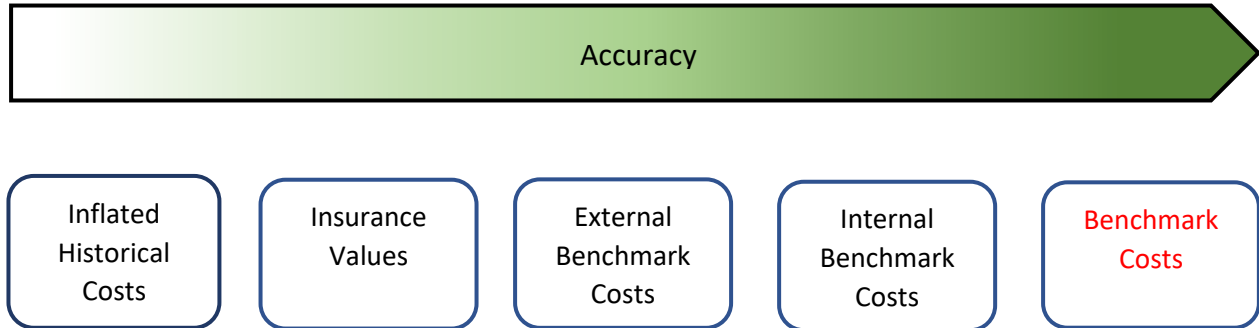 Accuracy
Inflated
Historical
Costs
Insurance
Values
External
Benchmark
Costs
Internal
Benchmark
Costs
Benchmark
Costs